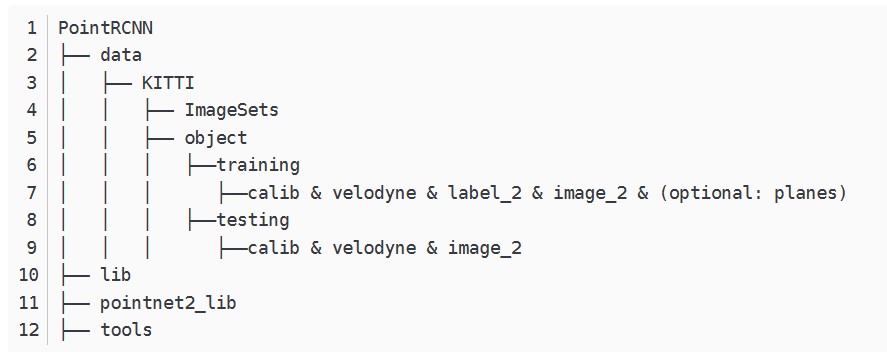 1 PointRCNN
2 ├── data
3 │   ├── KITTI
4 │   │   ├── ImageSets
5 │   │   ├── object
6 │   │   │   ├──training
7 │   │   │      ├──calib & velodyne & label_2 & image_2 & (optional: planes)
8 │   │   │   ├──testing
9 │   │   │      ├──calib & velodyne & image_2
10 ├── lib
11 ├── pointnet2_lib
12 ├── tools